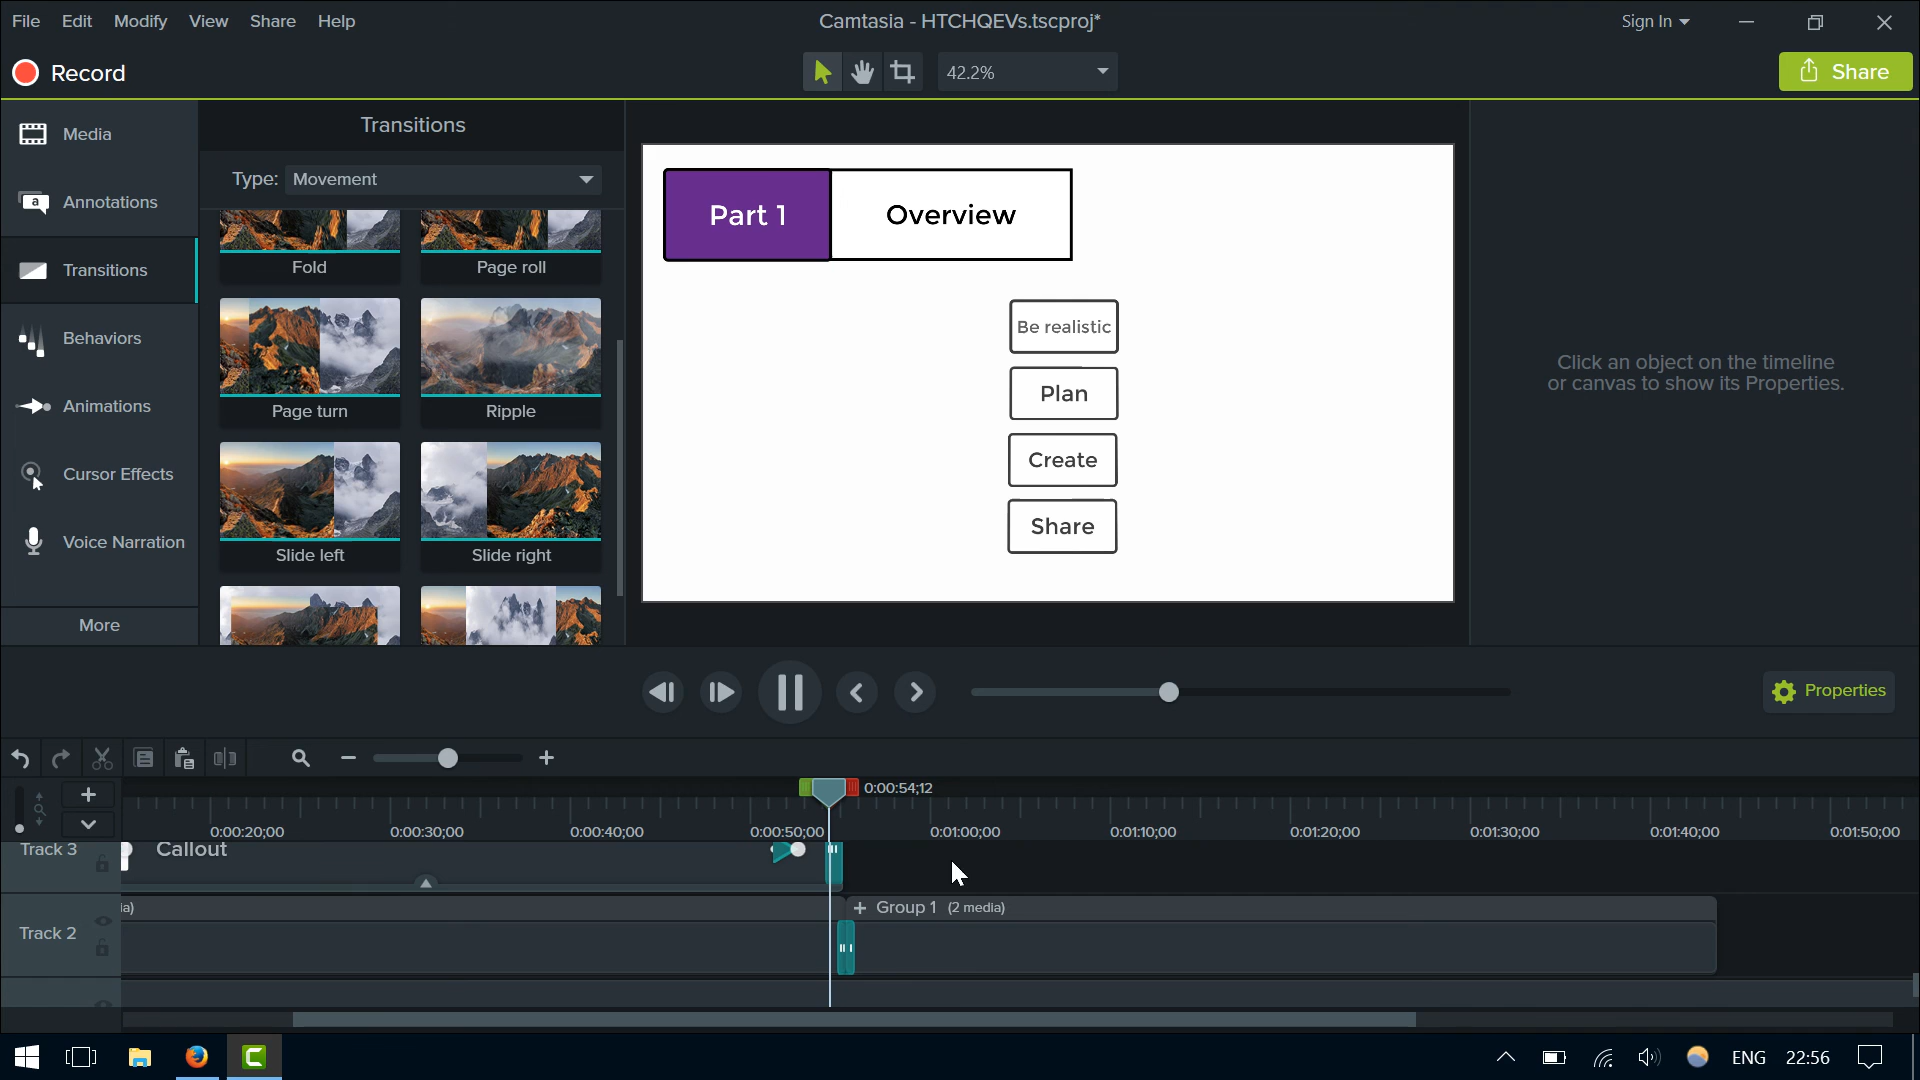 File Edit Modify View Share Help
Camtasia - HTCHQEVs.tscproj*
Sign In
Record
42.2%
Share
Media
Annotations
a
Transitions
Behaviors
Animations
Cursor Effects
Voice Narration
More
Transitions
Type: Movement
Fold
Page roll
Page turn
Ripple
Slide left
Slide right
Part 1
Overview
Be realistic
Plan
Create
Share
Click an object on the timeline
or canvas to show its Properties.
Properties
0:00:54;12
0:00:20;00 0:00:30;00 0:00:40;00 0:00:50;00 0:01:00;00 0:01:10;00 0:01:20;00 0:01:30;00 0:01:40;00 0:01:50;00
Track 3
Callout
ia)
Group 1 (2 media)
Track 2
ENG 22:56